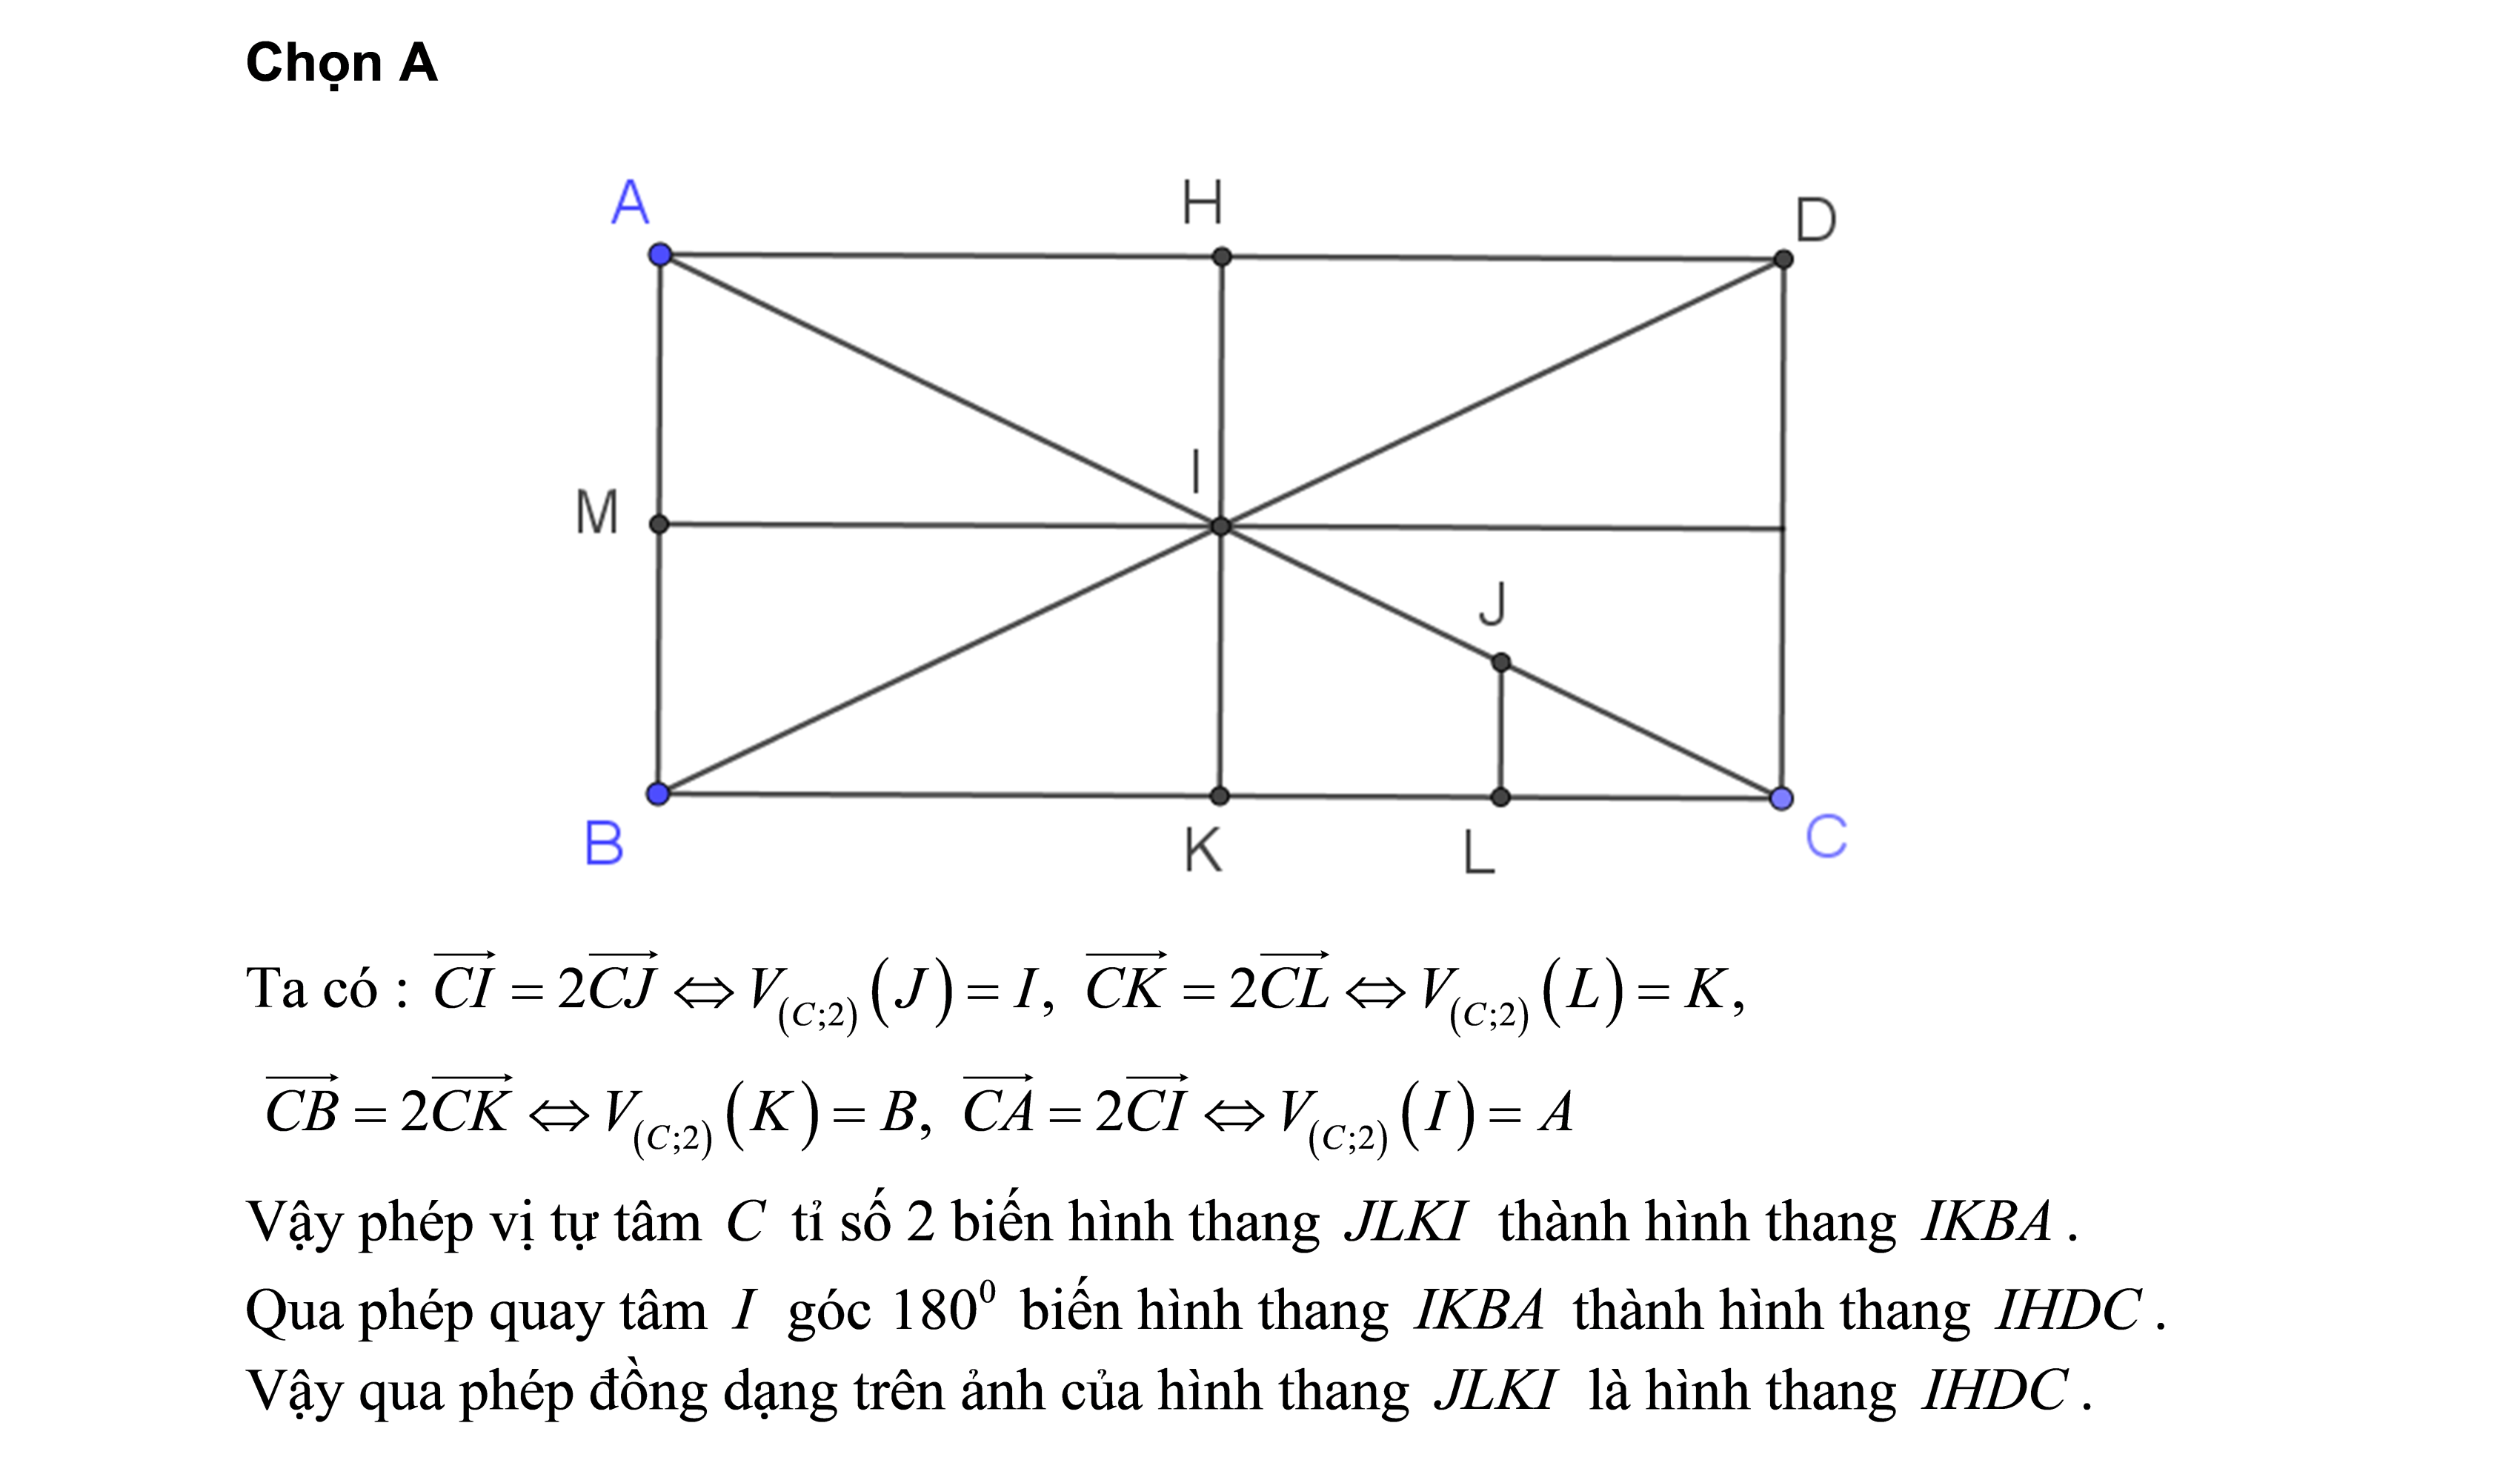 Chọn A
A H D
I
M
J
B K L C
Ta có : $\overrightarrow{CI} = 2\overrightarrow{CJ} \Leftrightarrow V_{(C;2)}(J) = I$, $\overrightarrow{CK} = 2\overrightarrow{CL} \Leftrightarrow V_{(C;2)}(L) = K$,
$\overrightarrow{CB} = 2\overrightarrow{CK} \Leftrightarrow V_{(C;2)}(K) = B$, $\overrightarrow{CA} = 2\overrightarrow{CI} \Leftrightarrow V_{(C;2)}(I) = A$
Vậy phép vị tự tâm C tỉ số 2 biến hình thang JLKI thành hình thang IKBA .
Qua phép quay tâm I góc $180^0$ biến hình thang IKBA thành hình thang IHDC .
Vậy qua phép đồng dạng trên ảnh của hình thang JLKI là hình thang IHDC .